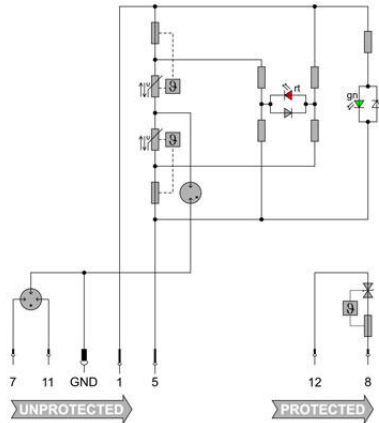 rt
gn
U
ϑ
U
ϑ
ϑ
7 11 GND 1 5 12 8
UNPROTECTED PROTECTED